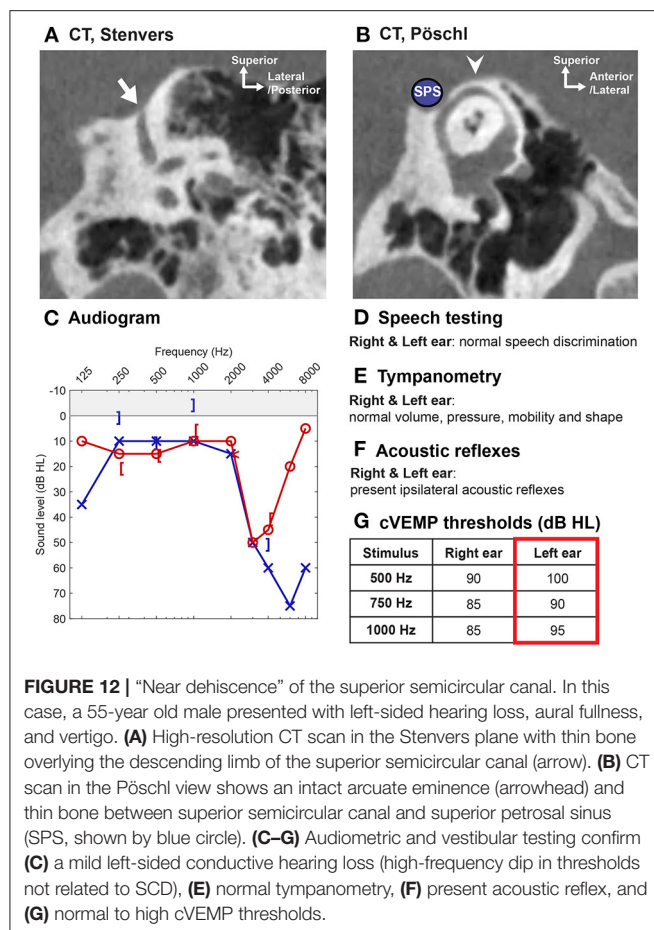 A CT, Stenvers
Superior
Lateral
/Posterior
B CT, Pöschl
Superior
Anterior
/Lateral
SPS
C Audiogram
Frequency (Hz)
125 250 500 1000 2000 4000 8000
Sound level (dB HL)
-10
0
10
20
30
40
50
60
70
80
D Speech testing
Right & Left ear: normal speech discrimination
E Tympanometry
Right & Left ear:
normal volume, pressure, mobility and shape
F Acoustic reflexes
Right & Left ear:
present ipsilateral acoustic reflexes
G cVEMP thresholds (dB HL)
Stimulus Right ear Left ear
500 Hz 90 100
750 Hz 85 90
1000 Hz 85 95
FIGURE 12 | “Near dehiscence” of the superior semicircular canal. In this
case, a 55-year old male presented with left-sided hearing loss, aural fullness,
and vertigo. (A) High-resolution CT scan in the Stenvers plane with thin bone
overlying the descending limb of the superior semicircular canal (arrow). (B) CT
scan in the Pöschl view shows an intact arcuate eminence (arrowhead) and
thin bone between superior semicircular canal and superior petrosal sinus
(SPS, shown by blue circle). (C–G) Audiometric and vestibular testing confirm
(C) a mild left-sided conductive hearing loss (high-frequency dip in thresholds
not related to SCD), (E) normal tympanometry, (F) present acoustic reflex, and
(G) normal to high cVEMP thresholds.